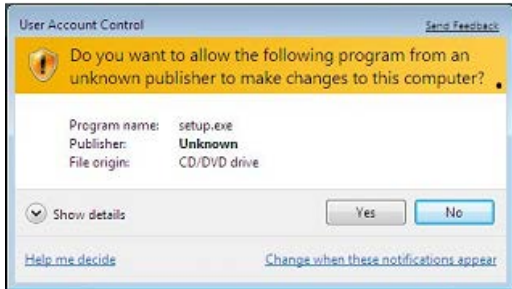 User Account Control
Send Feedback
Do you want to allow the following program from an
unknown publisher to make changes to this computer?
Program name: setup.exe
Publisher: Unknown
File origin: CD/DVD drive
Show details
Yes
No
Help me decide
Change when these notifications appear